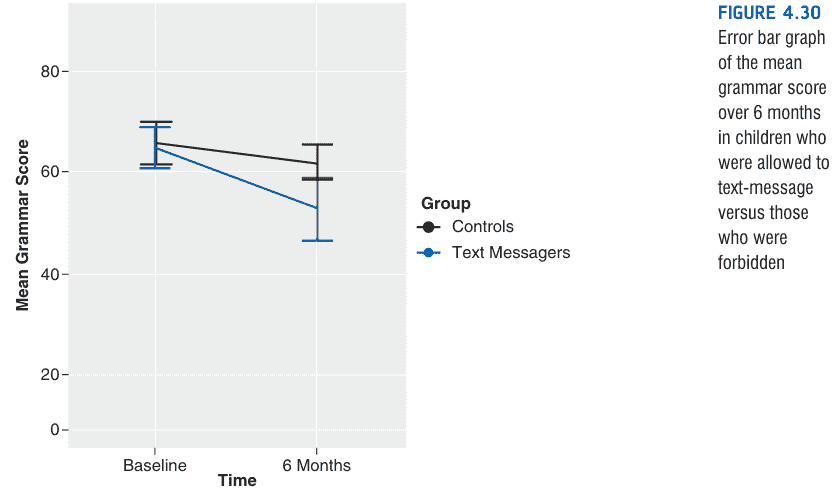 80
60
40
20
0
Mean Grammar Score
Baseline
6 Months
Time
Group
Controls
Text Messagers
FIGURE 4.30
Error bar graph
of the mean
grammar score
over 6 months
in children who
were allowed to
text-message
versus those
who were
forbidden